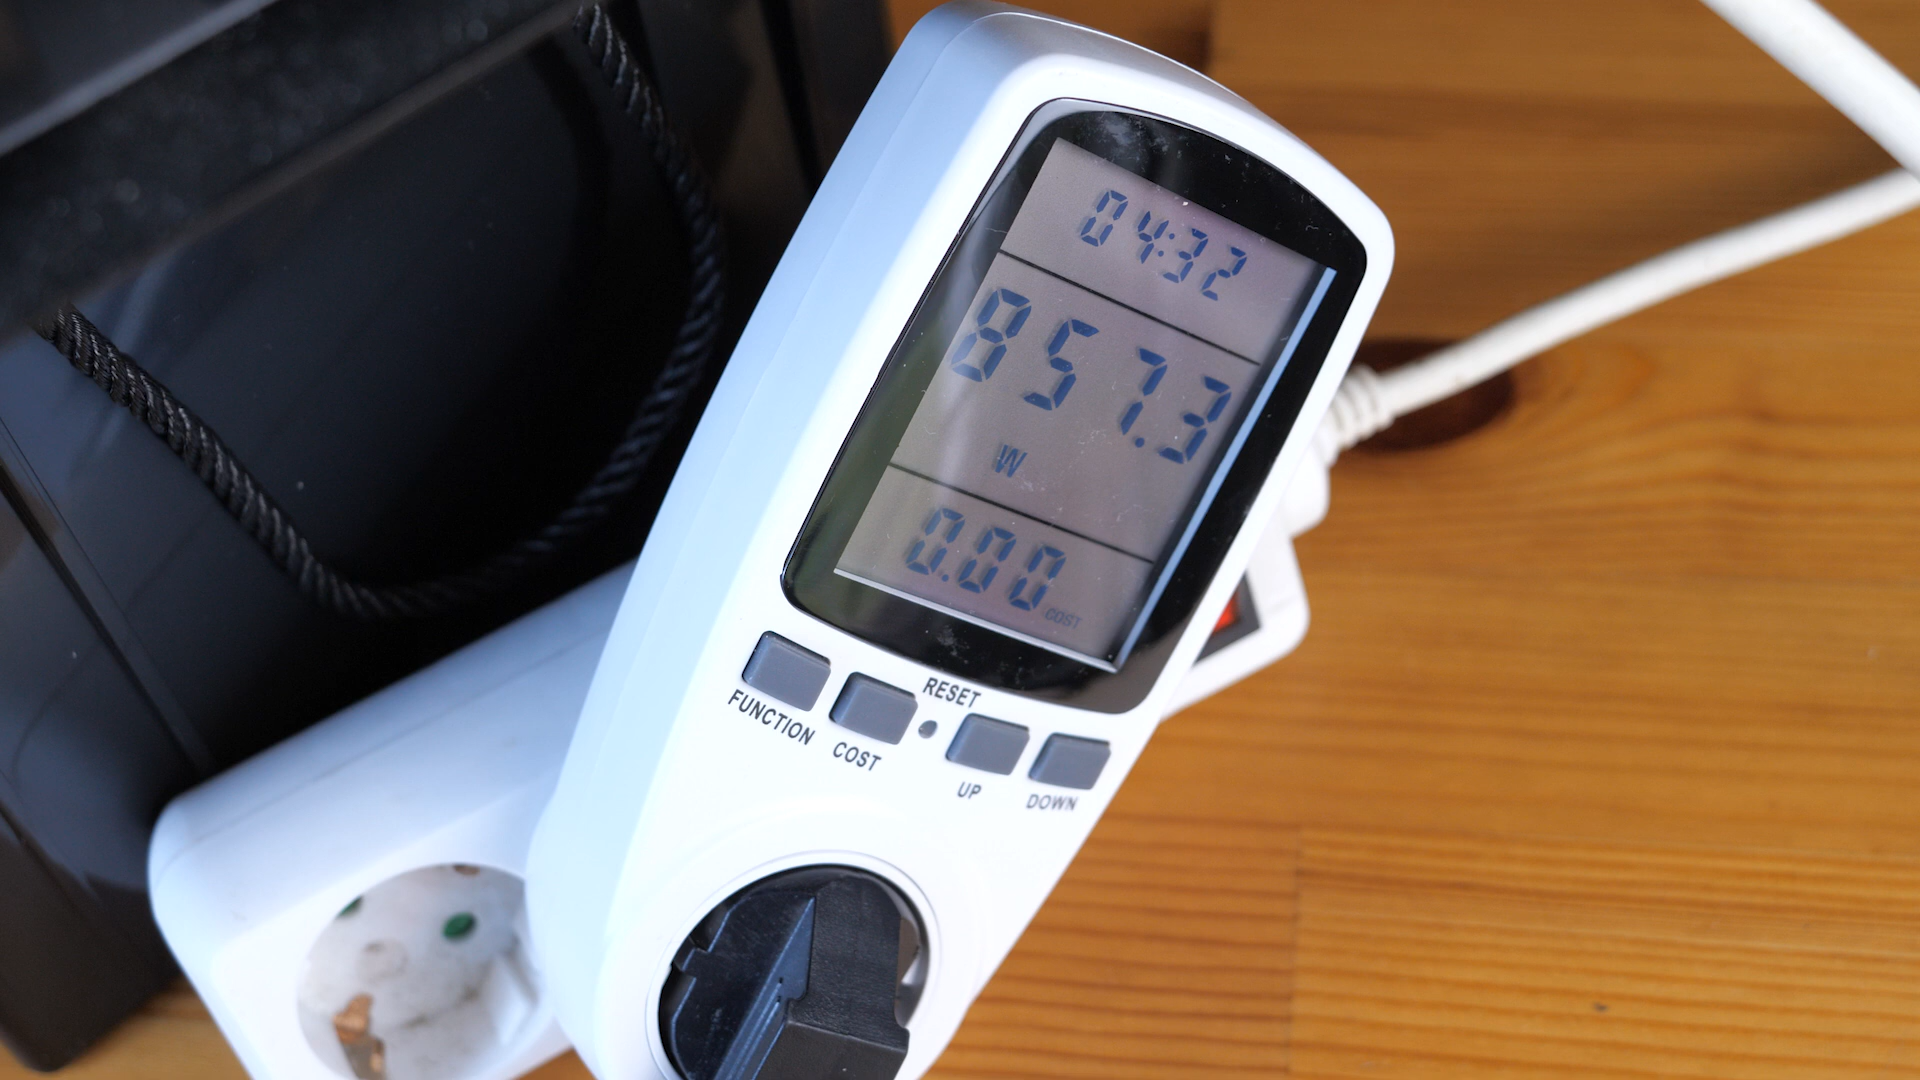 04:32
857.3
W
0.00
COST
RESET
FUNCTION
COST
UP
DOWN